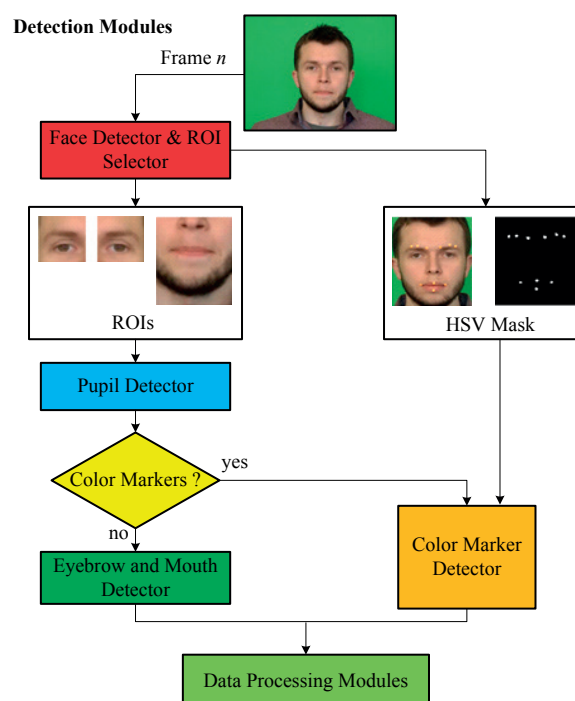 Detection Modules
Frame n
Face Detector & ROI
Selector
ROIs
HSV Mask
Pupil Detector
Color Markers ?
yes
no
Eyebrow and Mouth
Detector
Color Marker
Detector
Data Processing Modules